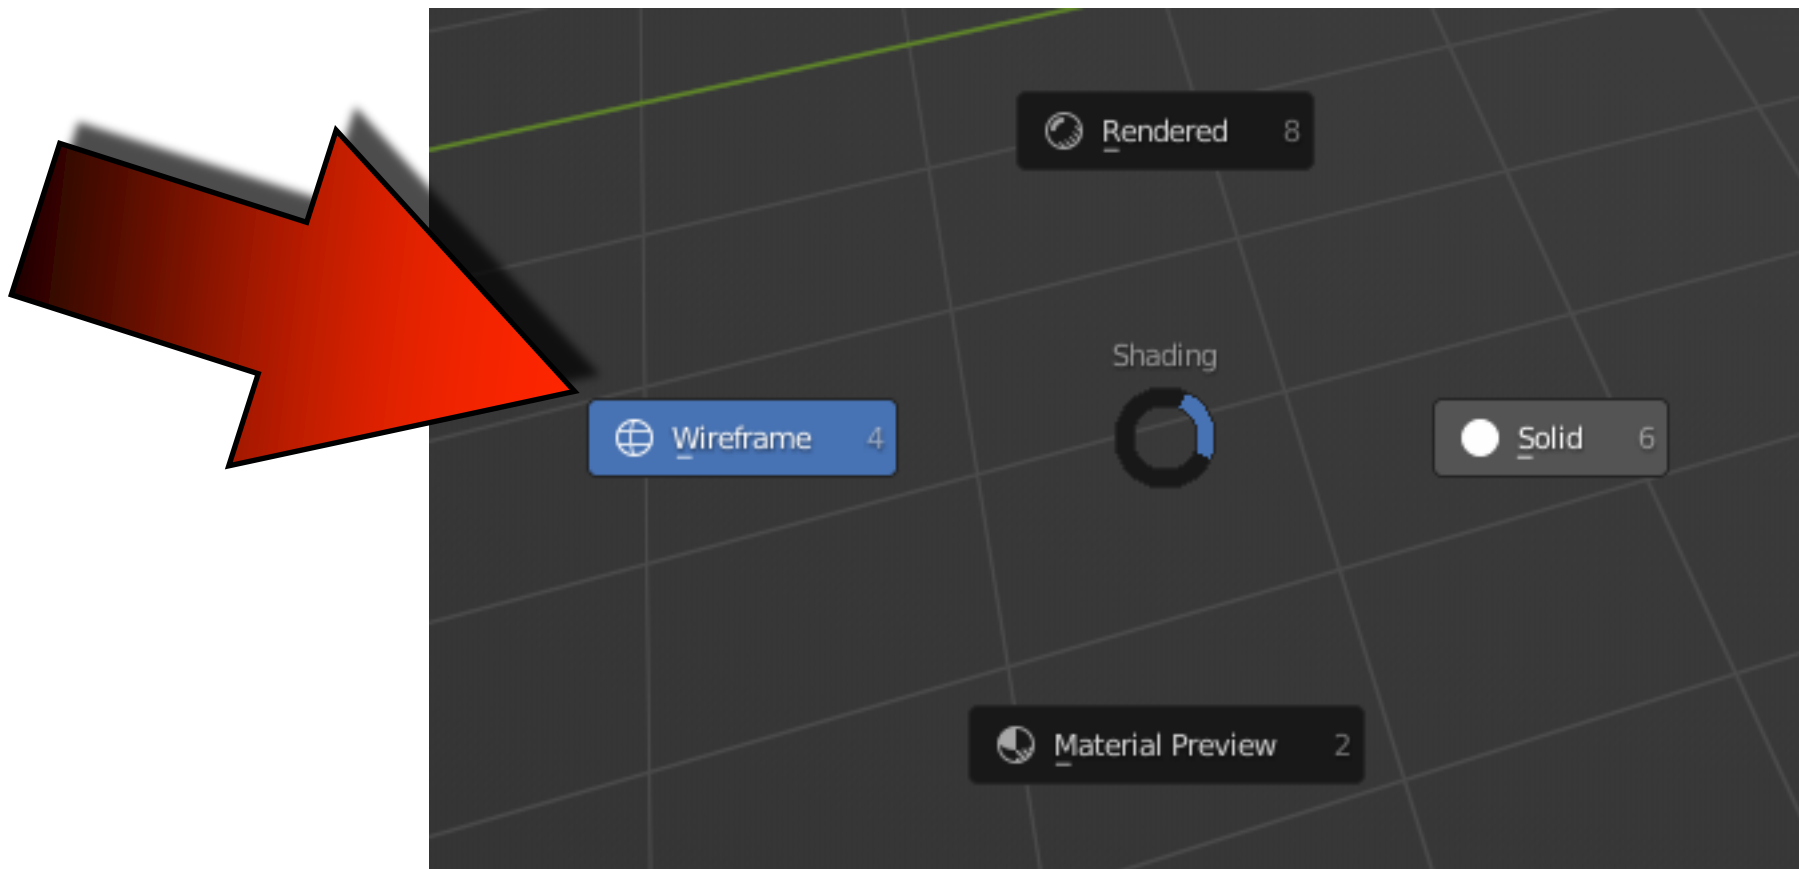 Rendered 8
Shading
Wireframe 4
Solid 6
Material Preview 2